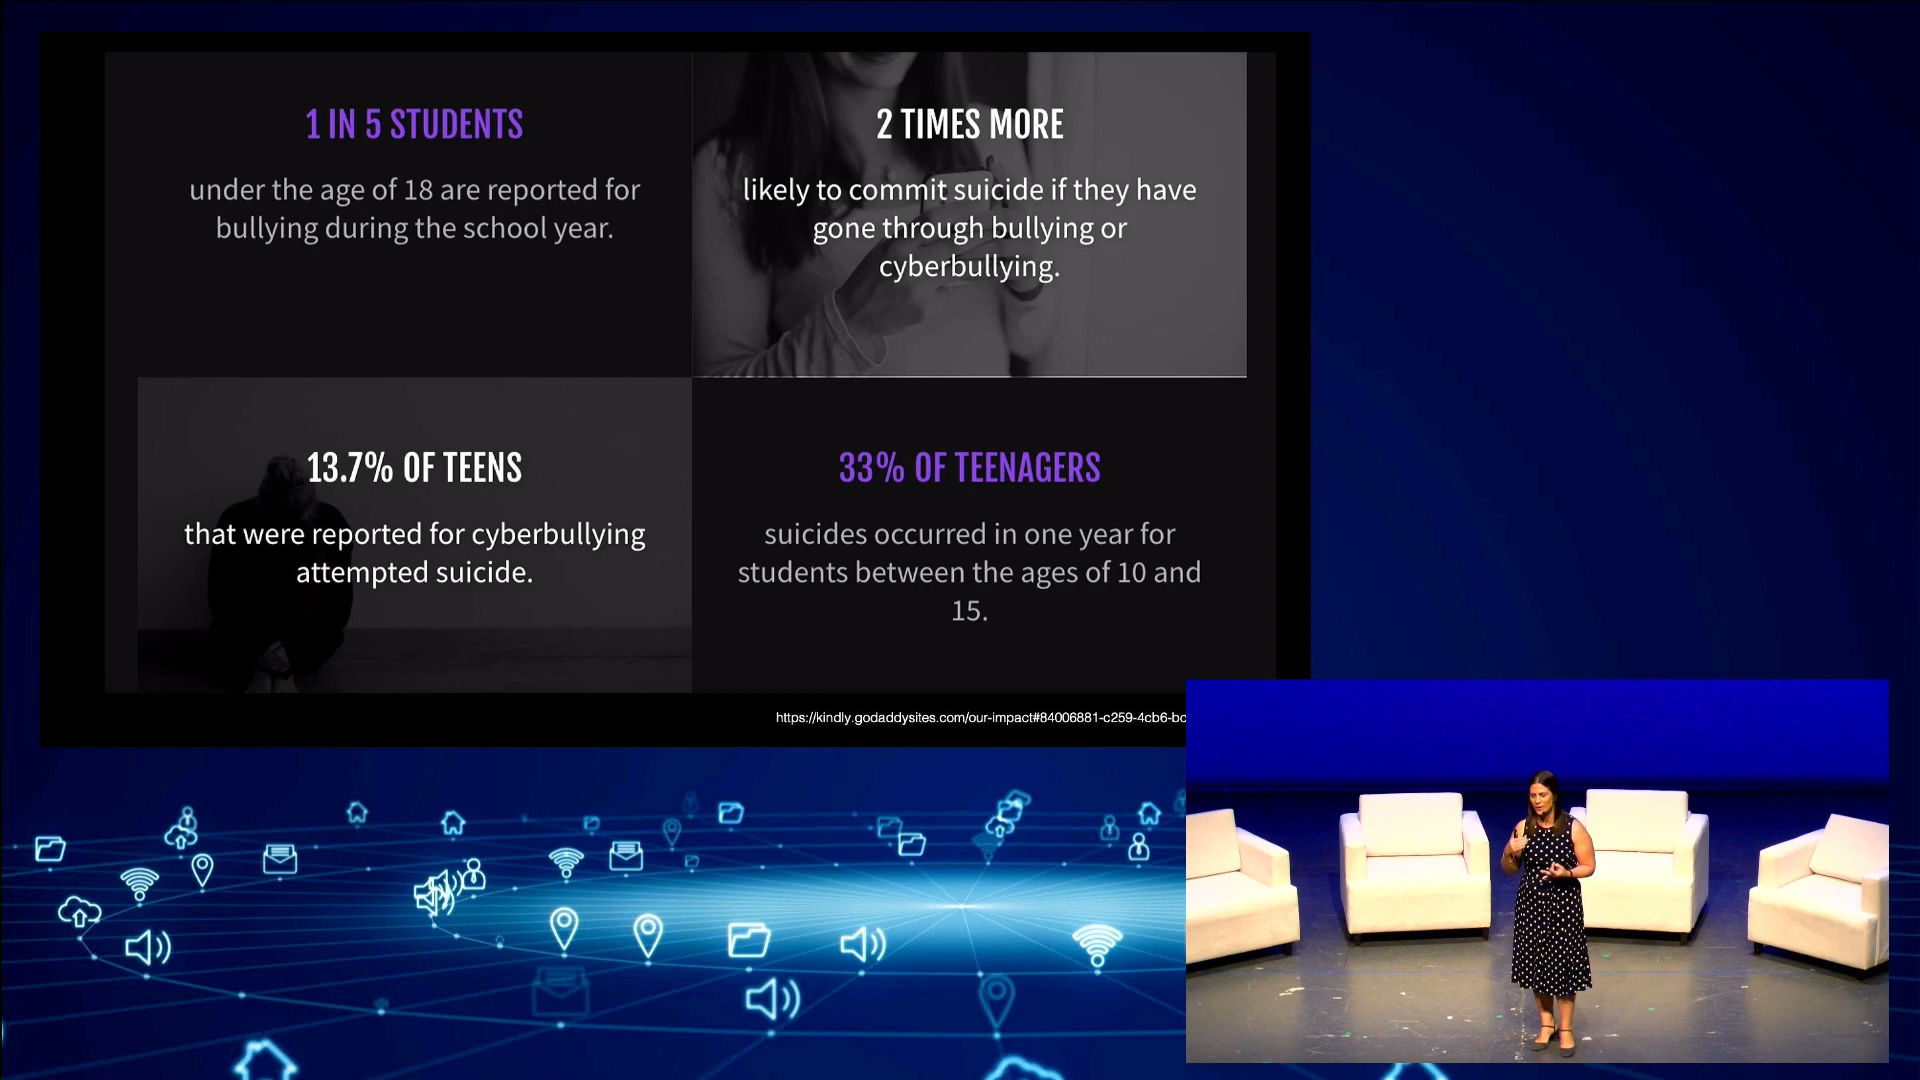 1 IN 5 STUDENTS
under the age of 18 are reported for
bullying during the school year.
2 TIMES MORE
likely to commit suicide if they have
gone through bullying or
cyberbullying.
13.7% OF TEENS
that were reported for cyberbullying
attempted suicide.
33% OF TEENAGERS
suicides occurred in one year for
students between the ages of 10 and
15.
https://kindly.godaddysites.com/our-impact#84006881-c259-4cb6-bc